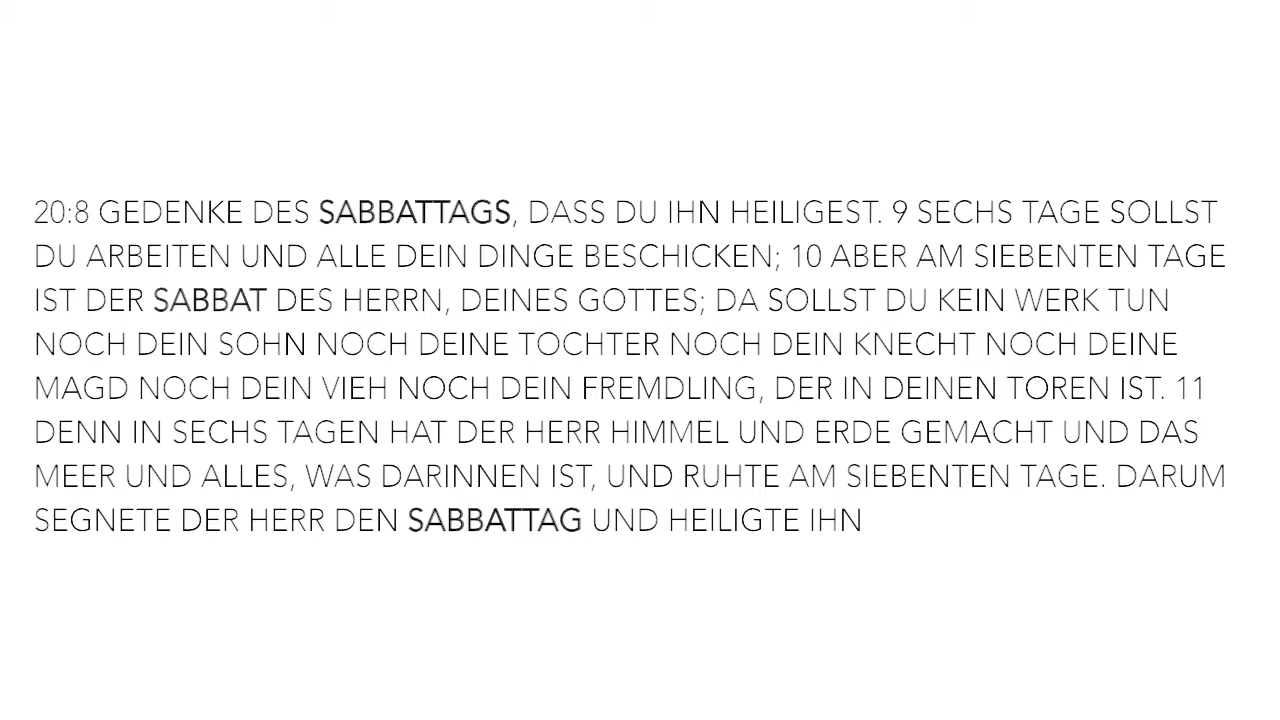 20:8 GEDENKE DES SABBATTAGS, DASS DU IHN HEILIGEST. 9 SECHS TAGE SOLLST
DU ARBEITEN UND ALLE DEIN DINGE BESCHICKEN; 10 ABER AM SIEBENTEN TAGE
IST DER SABBAT DES HERRN, DEINES GOTTES; DA SOLLST DU KEIN WERK TUN
NOCH DEIN SOHN NOCH DEINE TOCHTER NOCH DEIN KNECHT NOCH DEINE
MAGD NOCH DEIN VIEH NOCH DEIN FREMDLING, DER IN DEINEN TOREN IST. 11
DENN IN SECHS TAGEN HAT DER HERR HIMMEL UND ERDE GEMACHT UND DAS
MEER UND ALLES, WAS DARINNEN IST, UND RUHTE AM SIEBENTEN TAGE. DARUM
SEGNETE DER HERR DEN SABBATTAG UND HEILIGTE IHN